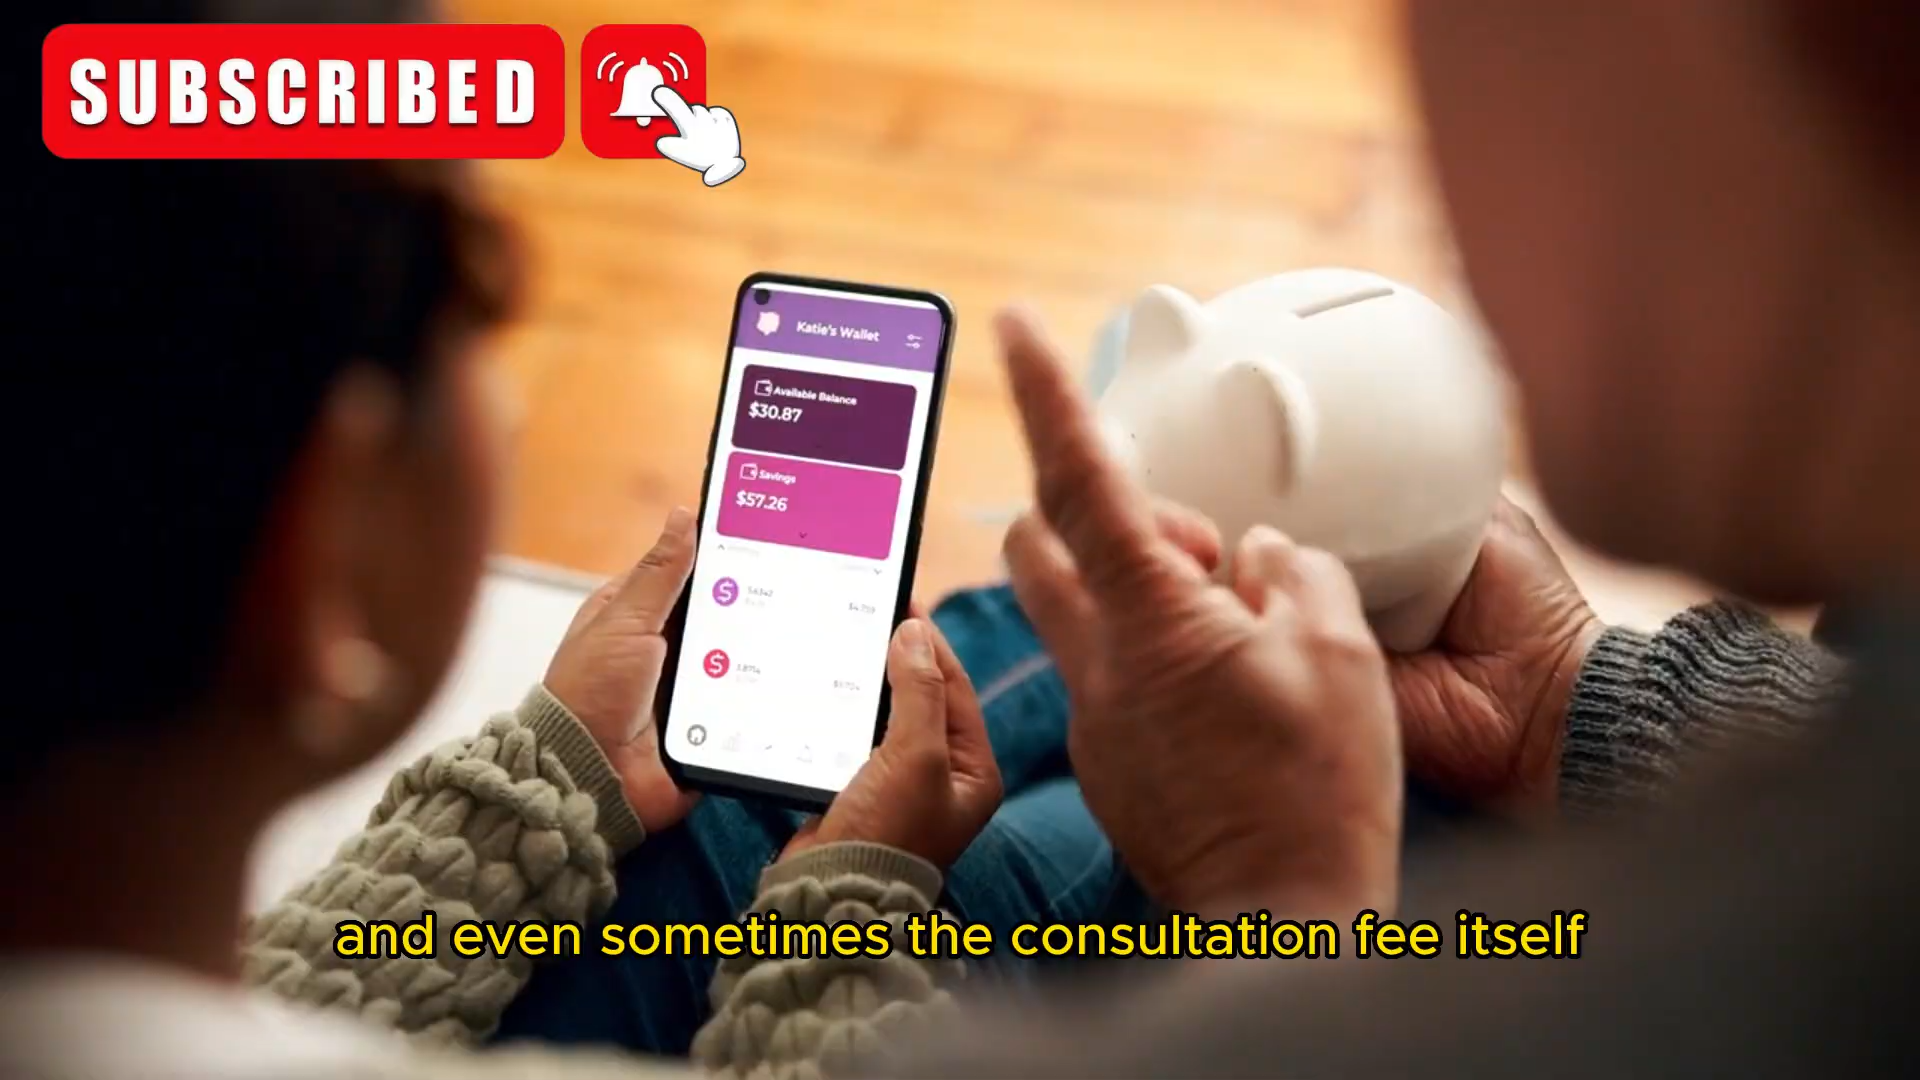 SUBSCRIBED
Katie's Wallet
Available Balance
$30.87
Savings
$57.26
and even sometimes the consultation fee itself